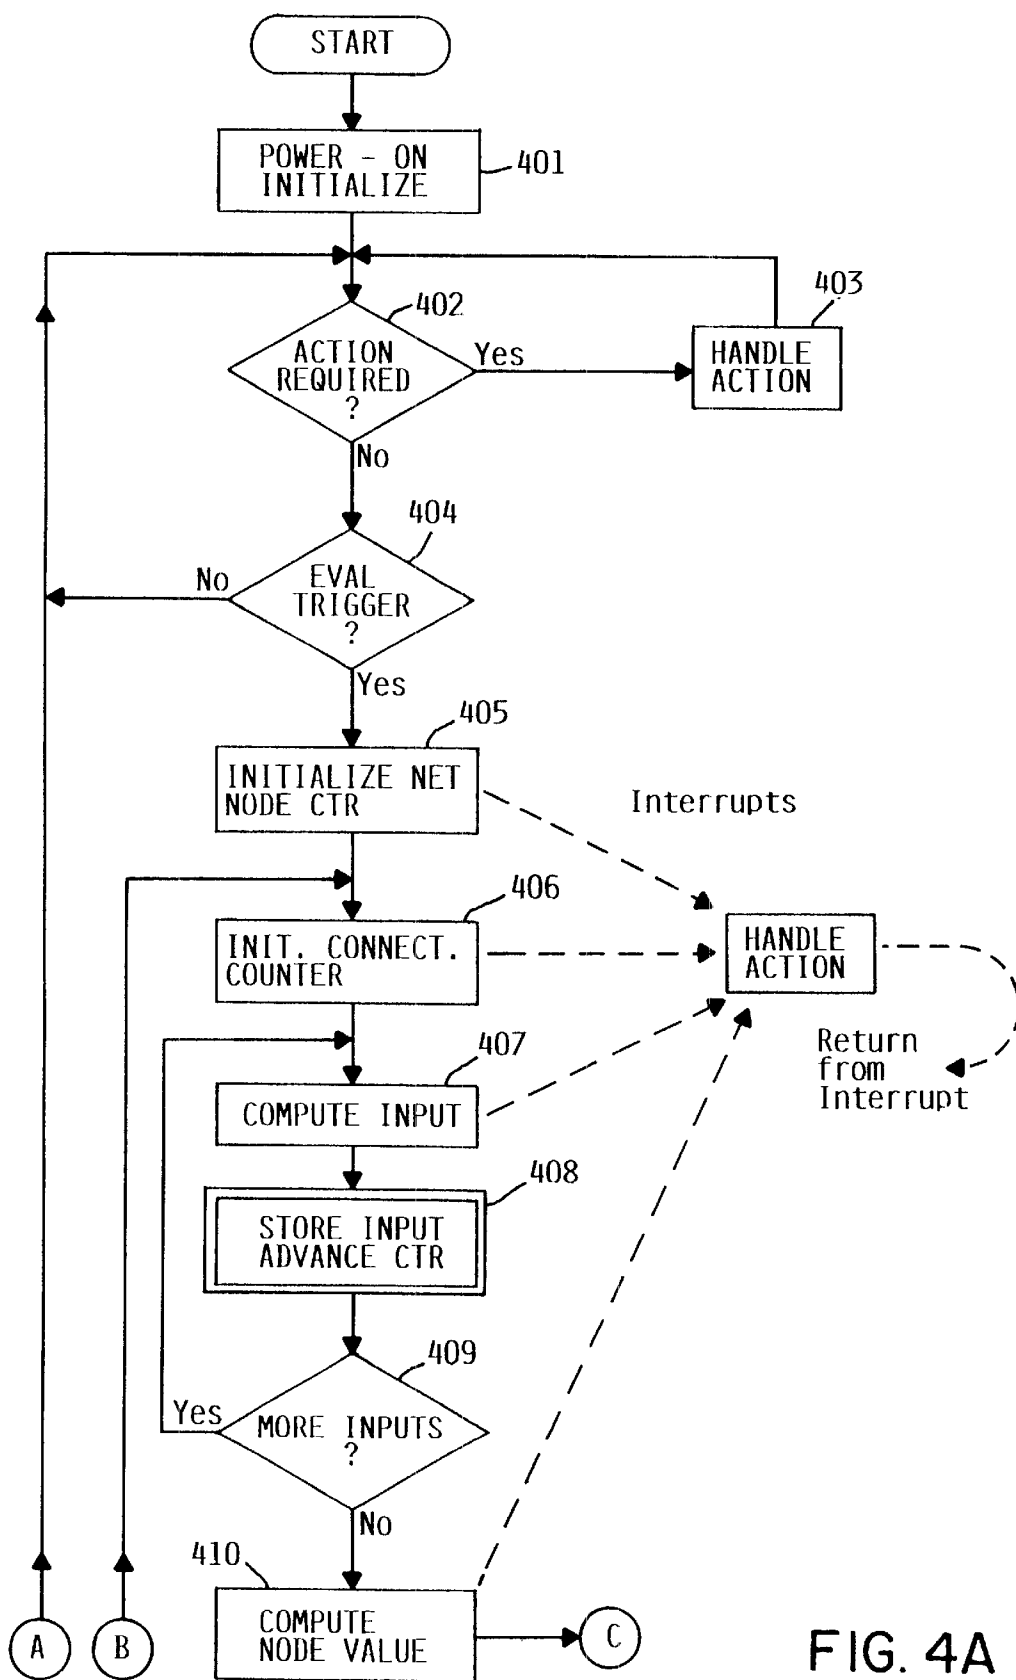 START
POWER - ON
INITIALIZE
401
402
ACTION
REQUIRED
?
Yes
No
403
HANDLE
ACTION
404
EVAL
TRIGGER
?
No
Yes
405
INITIALIZE NET
NODE CTR
Interrupts
406
INIT. CONNECT.
COUNTER
HANDLE
ACTION
Return
from
Interrupt
407
COMPUTE INPUT
408
STORE INPUT
ADVANCE CTR
409
MORE INPUTS
?
Yes
No
410
COMPUTE
NODE VALUE
A
B
C
FIG. 4A